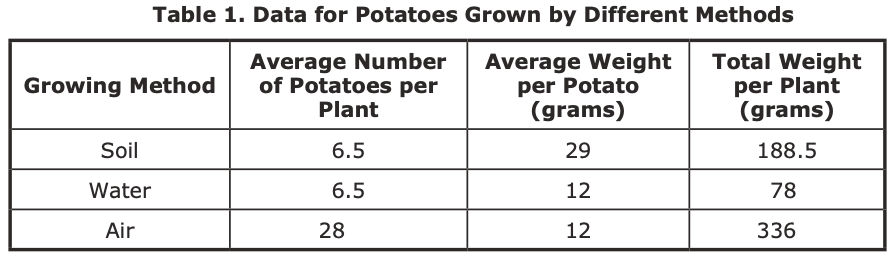 Table 1. Data for Potatoes Grown by Different Methods
Growing Method Average Number of Potatoes per Plant Average Weight per Potato (grams) Total Weight per Plant (grams)
Soil 6.5 29 188.5
Water 6.5 12 78
Air 28 12 336